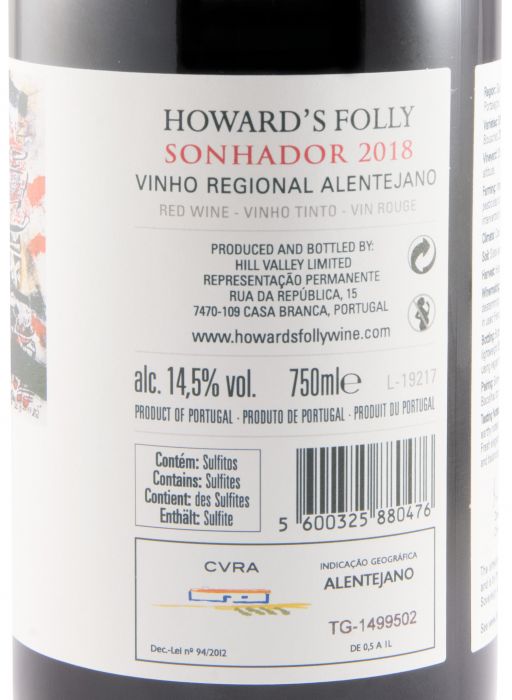 HOWARD'S FOLLY
SONHADOR 2018
VINHO REGIONAL ALENTEJANO
RED WINE - VINHO TINTO - VIN ROUGE
PRODUCED AND BOTTLED BY:
HILL VALLEY LIMITED
REPRESENTAÇÃO PERMANENTE
RUA DA REPÚBLICA, 15
7470-109 CASA BRANCA, PORTUGAL
www.howardsfollywine.com
alc. 14,5% vol. 750ml℮ L-19217
PRODUCT OF PORTUGAL · PRODUTO DE PORTUGAL · PRODUIT DU PORTUGAL
Contém: Sulfitos
Contains: Sulfites
Contient: des Sulfites
Enthält: Sulfite
5 600325 880476
CVRA
Dec.-Lei nº 94/2012
INDICAÇÃO GEOGRÁFICA
ALENTEJANO
TG-1499502
DE 0,5 A 1L